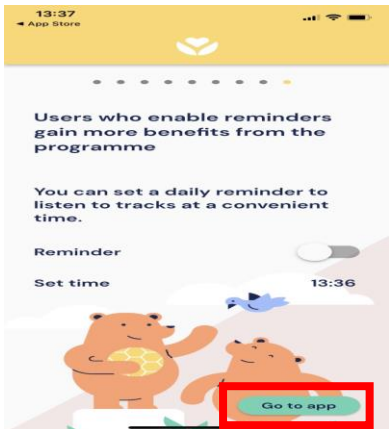 13:37
◀ App Store
Users who enable reminders
gain more benefits from the
programme
You can set a daily reminder to
listen to tracks at a convenient
time.
Reminder
Set time 13:36
Go to app